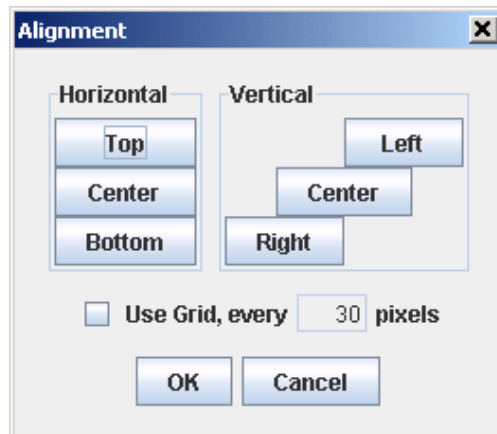 Alignment
Horizontal Vertical
Top Left
Center Center
Bottom Right
Use Grid, every 30 pixels
OK Cancel